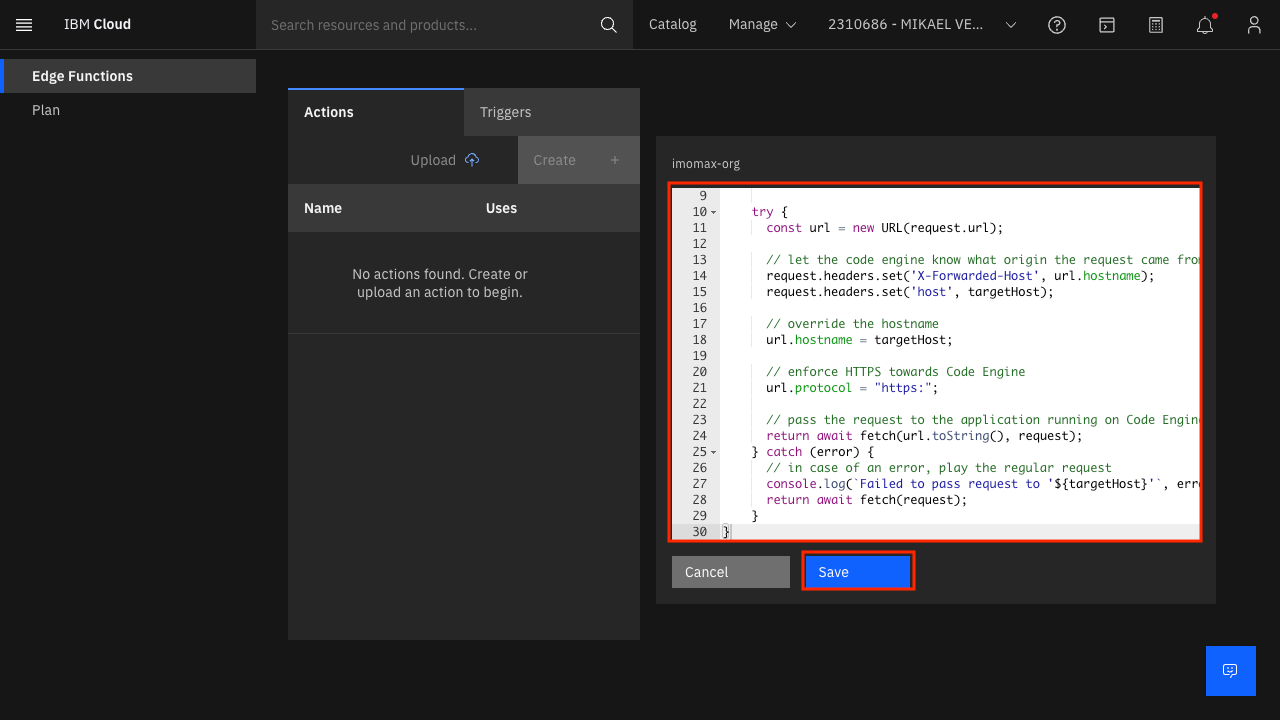 IBM Cloud
Search resources and products...
Catalog
Manage
2310686 - MIKAEL VE...
Edge Functions
Plan
Actions
Triggers
Upload
Create +
Name Uses
No actions found. Create or
upload an action to begin.
imomax-org
9
10 try {
11 const url = new URL(request.url);
12
13 // let the code engine know what origin the request came from
14 request.headers.set('X-Forwarded-Host', url.hostname);
15 request.headers.set('host', targetHost);
16
17 // override the hostname
18 url.hostname = targetHost;
19
20 // enforce HTTPS towards Code Engine
21 url.protocol = "https:";
22
23 // pass the request to the application running on Code Engine
24 return await fetch(url.toString(), request);
25 } catch (error) {
26 // in case of an error, play the regular request
27 console.log(`Failed to pass request to '${targetHost}'`, erro
28 return await fetch(request);
29 }
30 }
Cancel
Save